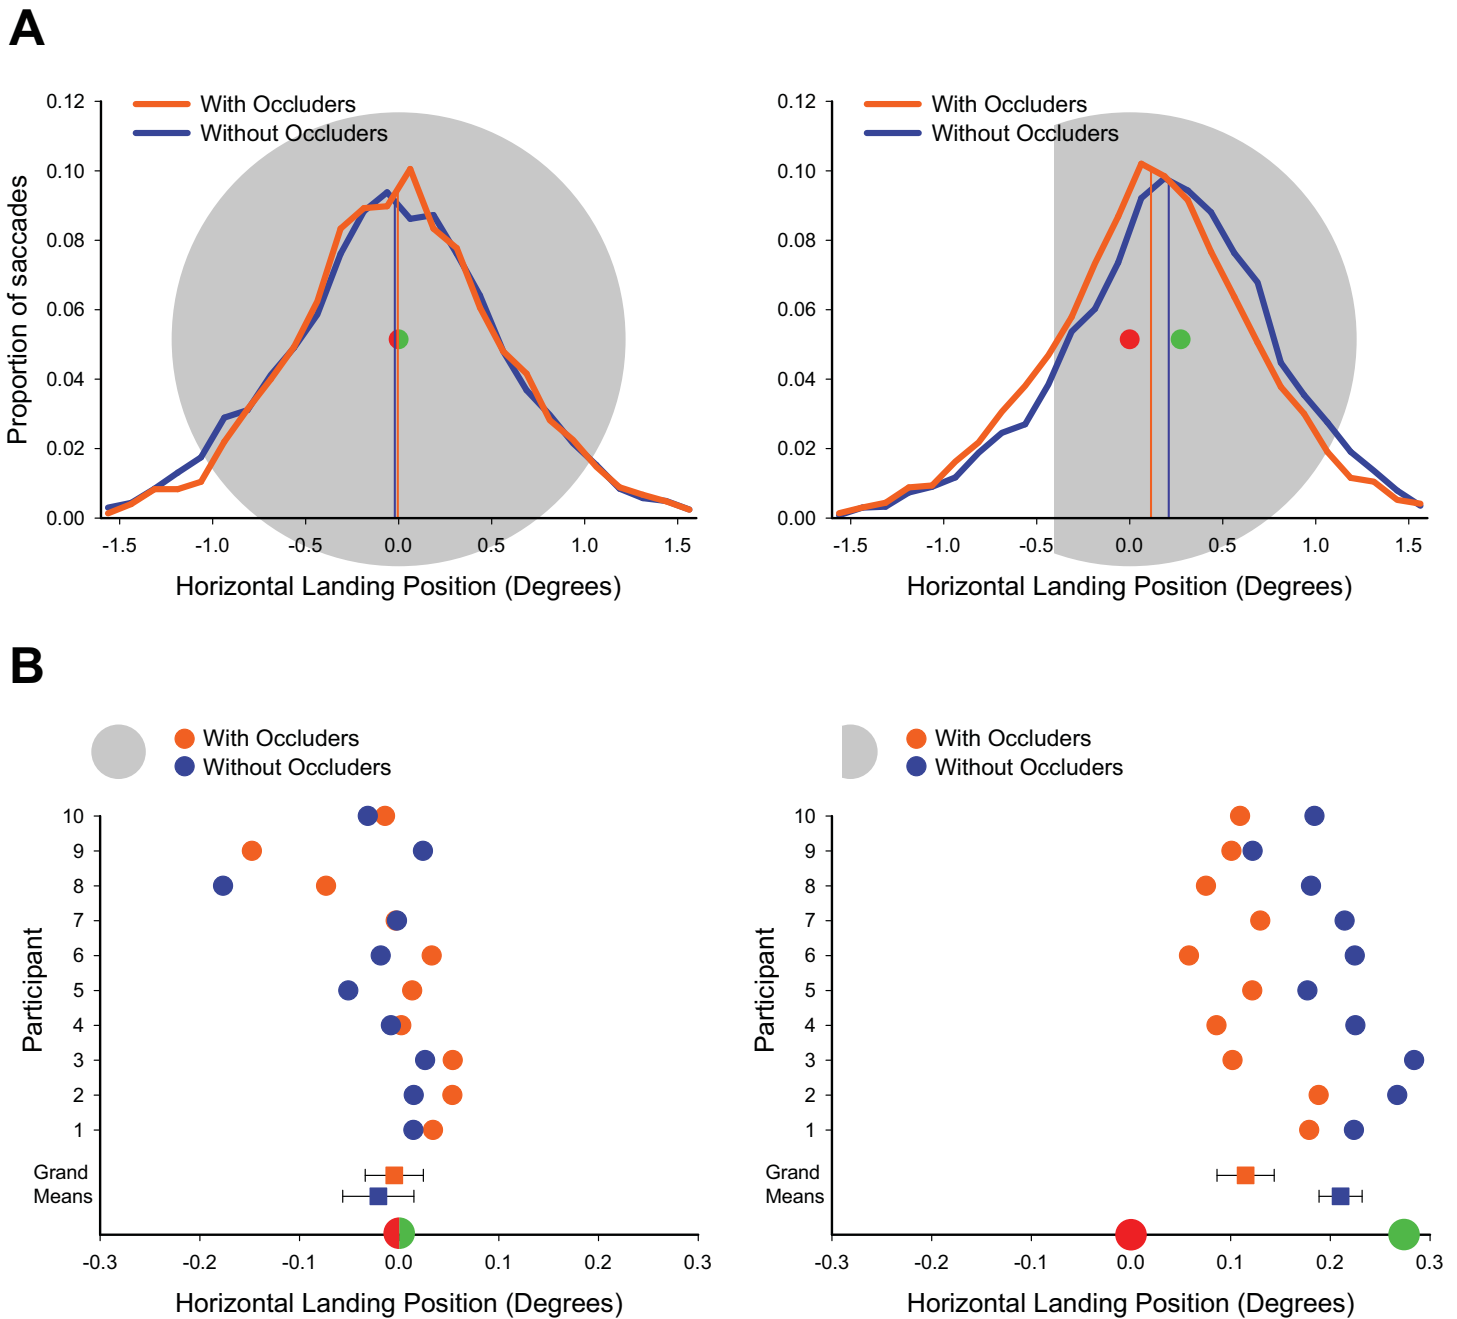 A
With Occluders
Without Occluders
Proportion of saccades
0.12
0.10
0.08
0.06
0.04
0.02
0.00
-1.5 -1.0 -0.5 0.0 0.5 1.0 1.5
Horizontal Landing Position (Degrees)
With Occluders
Without Occluders
0.12
0.10
0.08
0.06
0.04
0.02
0.00
-1.5 -1.0 -0.5 0.0 0.5 1.0 1.5
Horizontal Landing Position (Degrees)
B
With Occluders
Without Occluders
Participant
10
9
8
7
6
5
4
3
2
1
Grand
Means
-0.3 -0.2 -0.1 0.0 0.1 0.2 0.3
Horizontal Landing Position (Degrees)
With Occluders
Without Occluders
Participant
10
9
8
7
6
5
4
3
2
1
Grand
Means
-0.3 -0.2 -0.1 0.0 0.1 0.2 0.3
Horizontal Landing Position (Degrees)